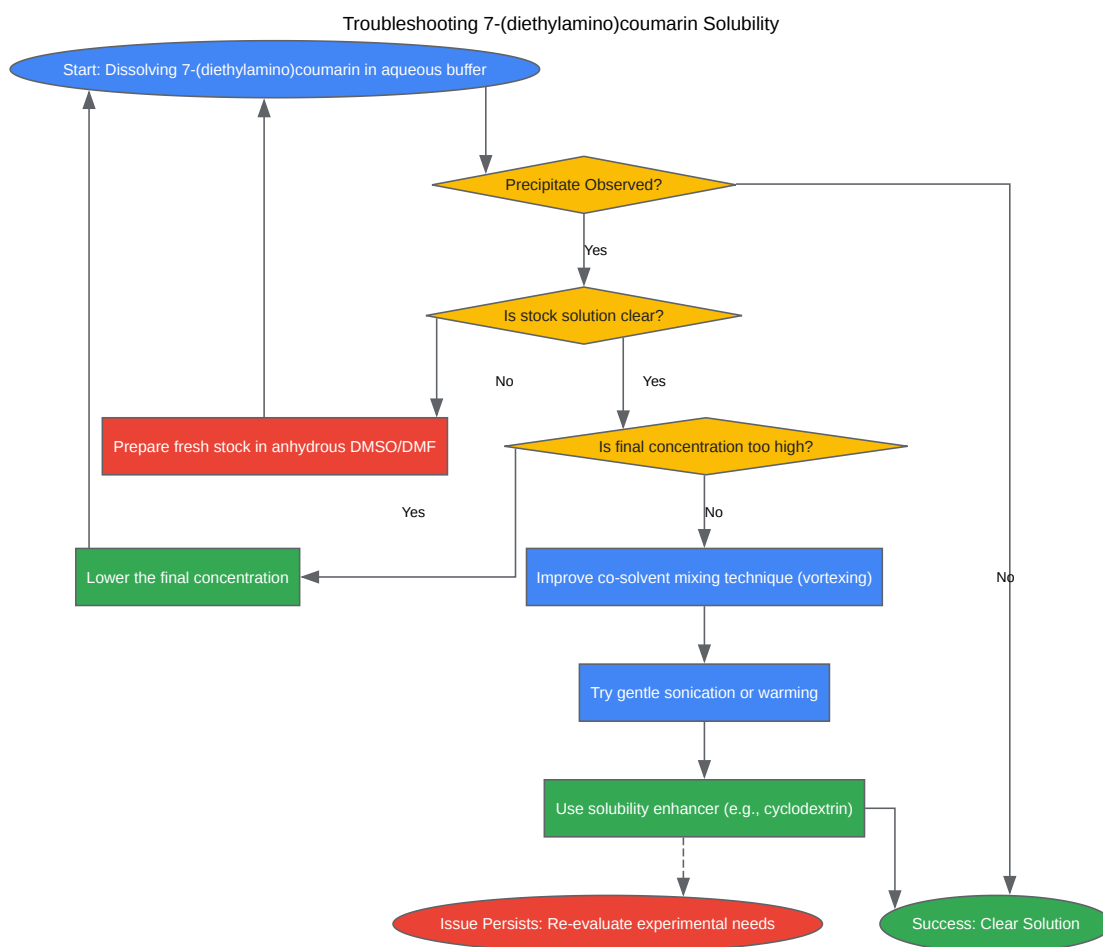 Troubleshooting 7-(diethylamino)coumarin Solubility
Start: Dissolving 7-(diethylamino)coumarin in aqueous buffer
Precipitate Observed?
Yes
Is stock solution clear?
No
Yes
Prepare fresh stock in anhydrous DMSO/DMF
Is final concentration too high?
Yes
No
Lower the final concentration
Improve co-solvent mixing technique (vortexing)
No
Try gentle sonication or warming
Use solubility enhancer (e.g., cyclodextrin)
Issue Persists: Re-evaluate experimental needs
Success: Clear Solution